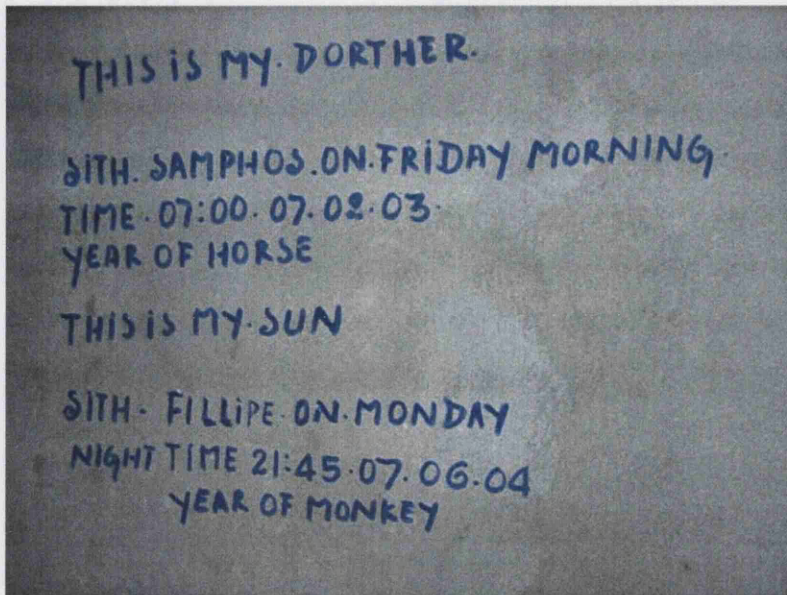 THIS iS MY. DORTHER.
SITH. SAMPHOS. ON. FRIDAY MORNING.
TIME. 07:00. 07. 02. 03.
YEAR OF HORSE
THIS iS MY. SUN
SITH. FILLiPE. ON. MONDAY
NIGHT TIME 21:45. 07. 06. 04
YEAR OF MONKEY